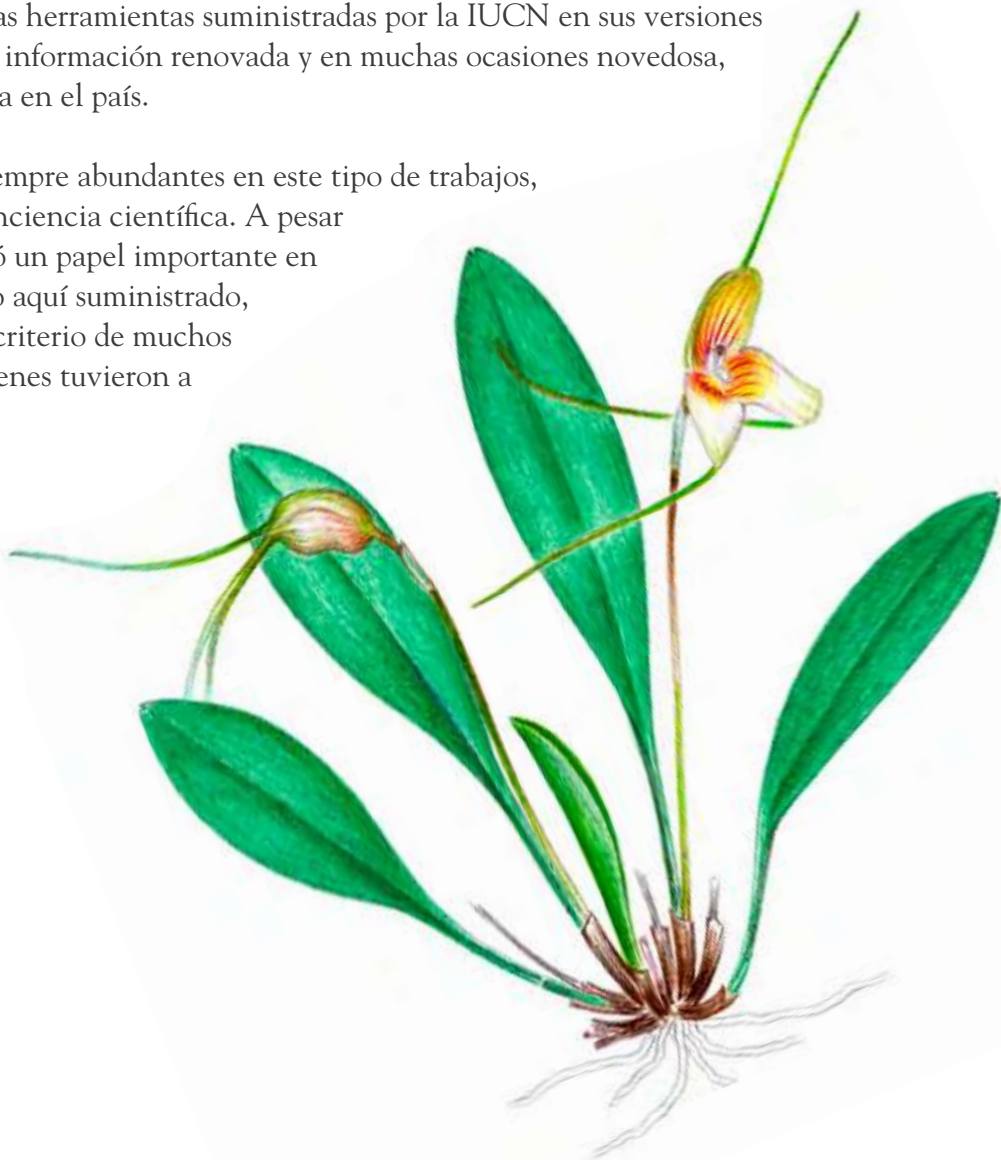 as herramientas suministradas por la IUCN en sus versiones
información renovada y en muchas ocasiones novedosa,
a en el país.
empre abundantes en este tipo de trabajos,
nciencia científica. A pesar
ó un papel importante en
o aquí suministrado,
criterio de muchos
enes tuvieron a